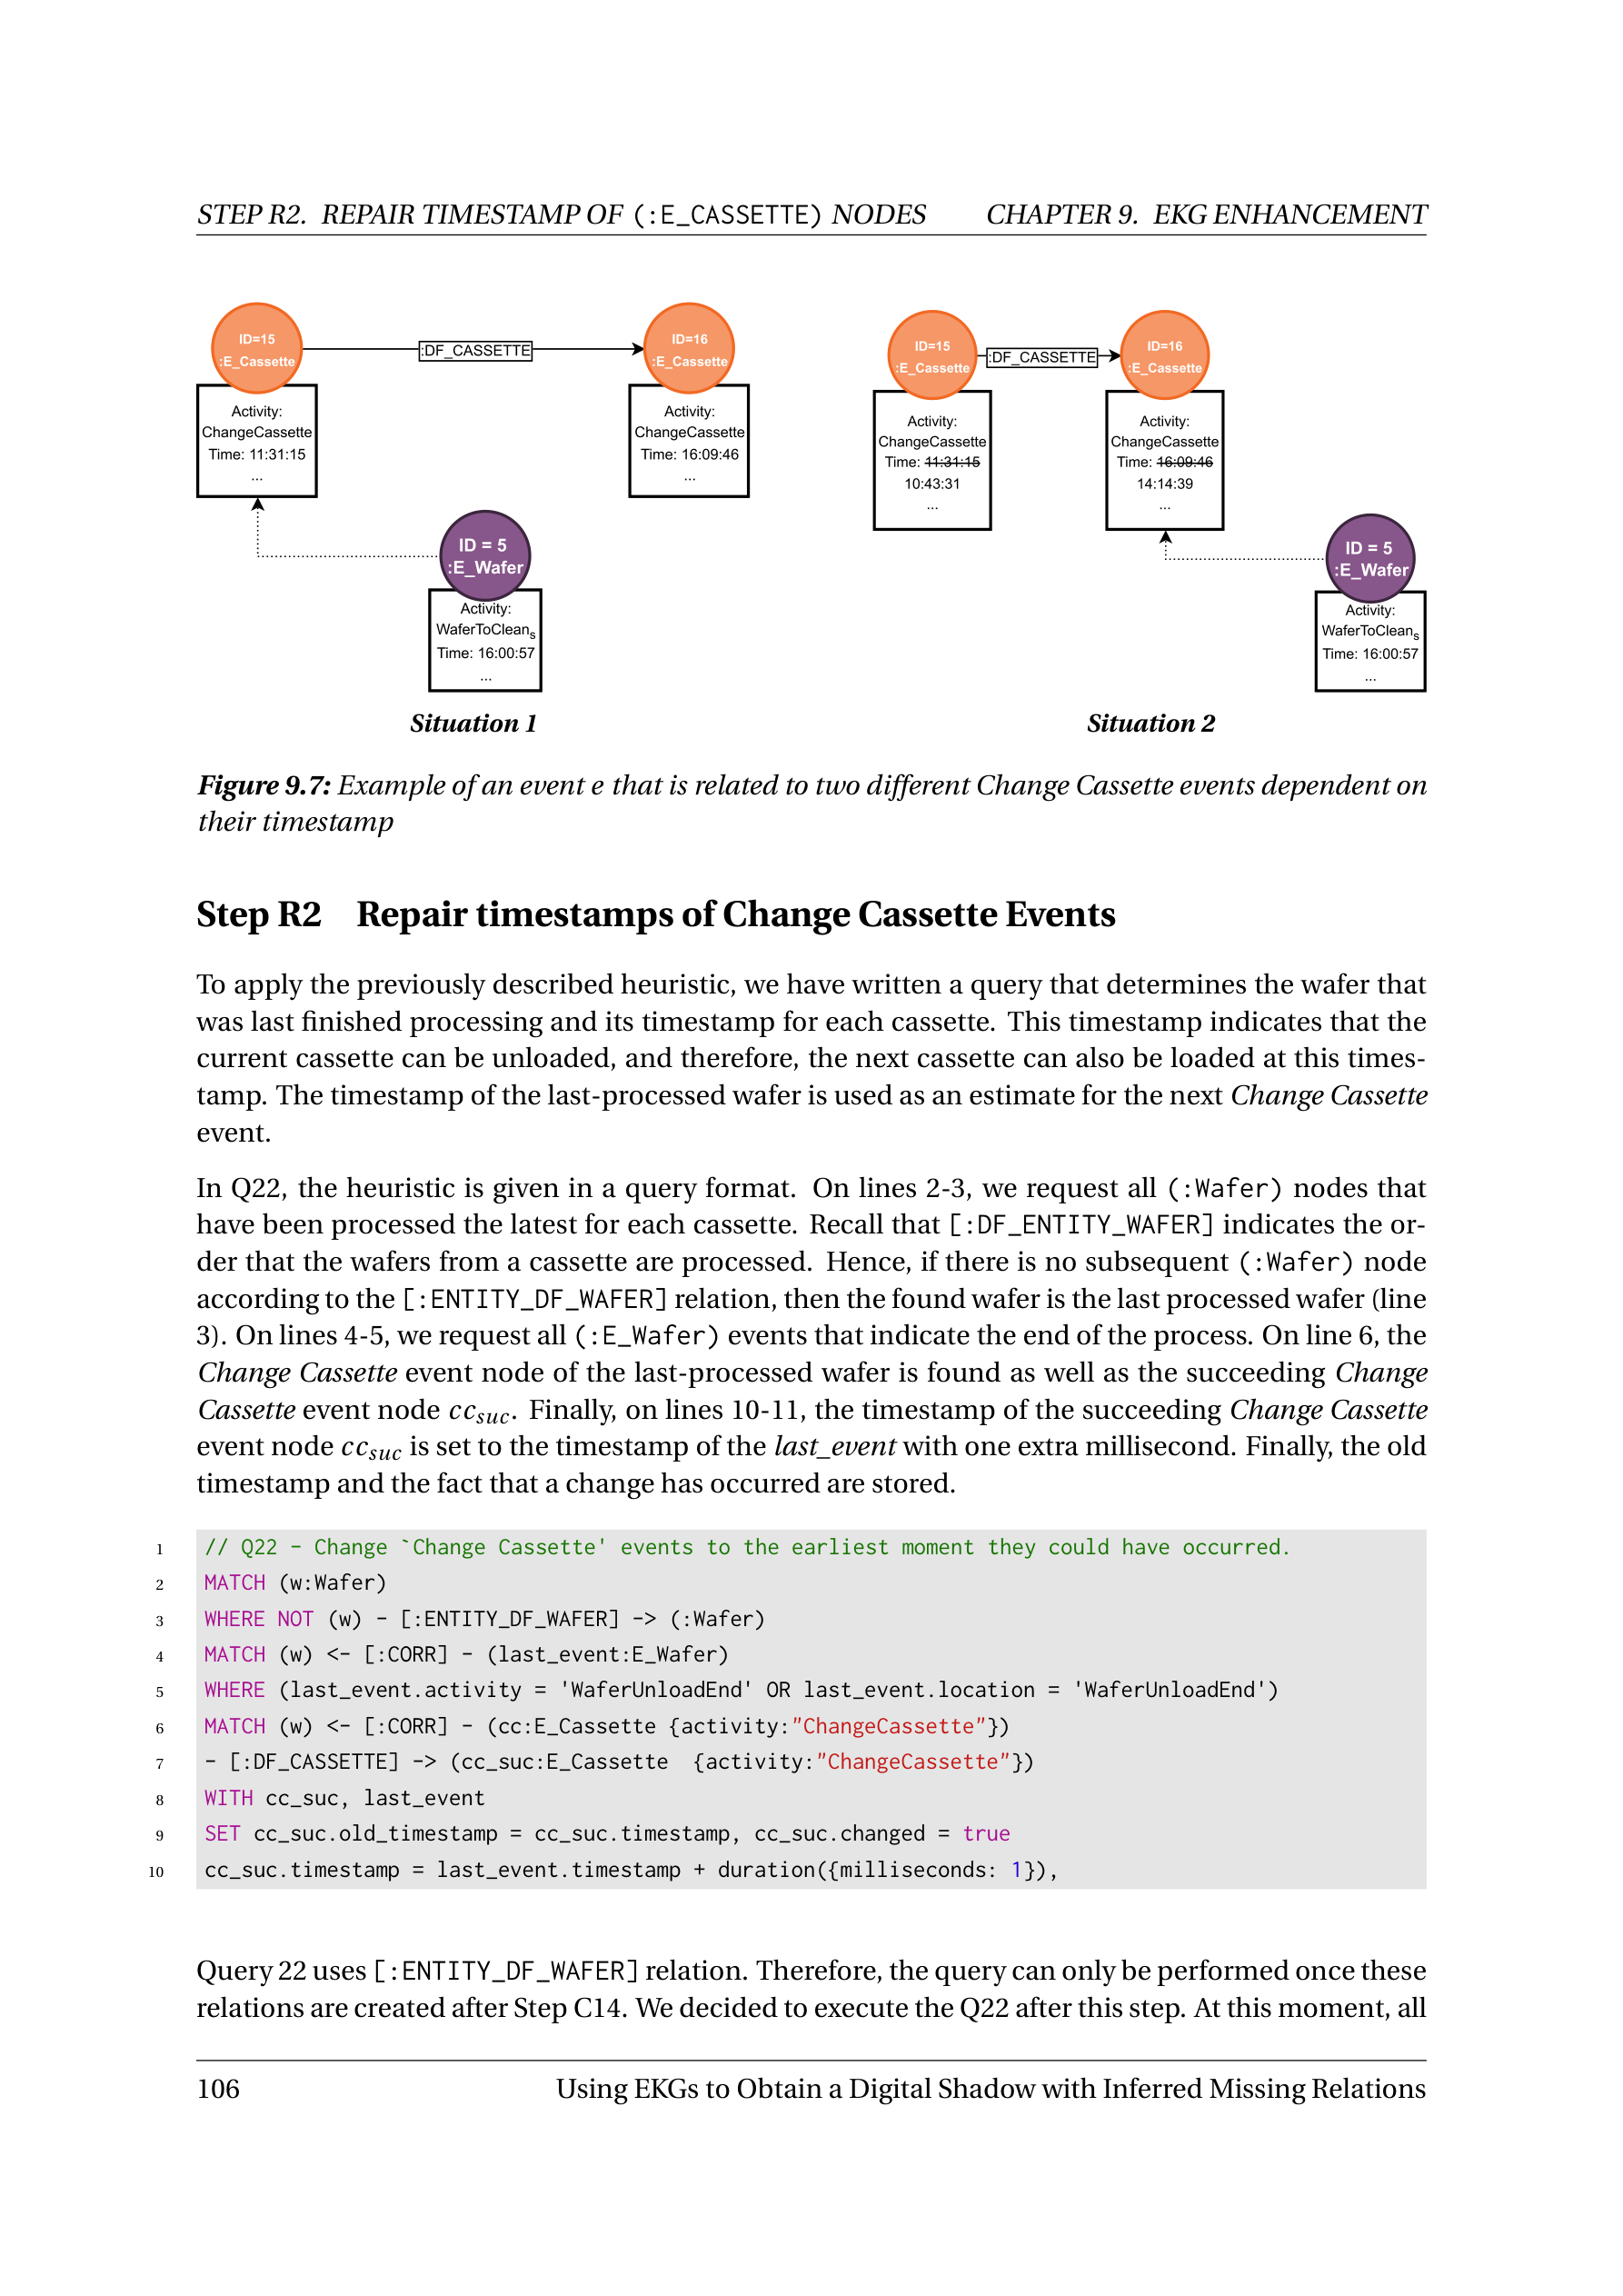 STEP R2. REPAIR TIMESTAMP OF (:E_CASSETTE) NODES CHAPTER 9. EKG ENHANCEMENT
ID=15
:E_Cassette
:DF_CASSETTE
ID=16
:E_Cassette
Activity:
ChangeCassette
Time: 11:31:15
...
Activity:
ChangeCassette
Time: 16:09:46
...
ID = 5
:E_Wafer
Activity:
WaferToCleans
Time: 16:00:57
...
Situation 1
ID=15
:E_Cassette
:DF_CASSETTE
ID=16
:E_Cassette
Activity:
ChangeCassette
Time: 11:31:15
10:43:31
...
Activity:
ChangeCassette
Time: 16:09:46
14:14:39
...
ID = 5
:E_Wafer
Activity:
WaferToCleans
Time: 16:00:57
...
Situation 2
Figure 9.7: Example of an event e that is related to two different Change Cassette events dependent on
their timestamp
Step R2 Repair timestamps of Change Cassette Events
To apply the previously described heuristic, we have written a query that determines the wafer that
was last finished processing and its timestamp for each cassette. This timestamp indicates that the
current cassette can be unloaded, and therefore, the next cassette can also be loaded at this times-
tamp. The timestamp of the last-processed wafer is used as an estimate for the next Change Cassette
event.
In Q22, the heuristic is given in a query format. On lines 2-3, we request all (:Wafer) nodes that
have been processed the latest for each cassette. Recall that [:DF_ENTITY_WAFER] indicates the or-
der that the wafers from a cassette are processed. Hence, if there is no subsequent (:Wafer) node
according to the [:ENTITY_DF_WAFER] relation, then the found wafer is the last processed wafer (line
3). On lines 4-5, we request all (:E_Wafer) events that indicate the end of the process. On line 6, the
Change Cassette event node of the last-processed wafer is found as well as the succeeding Change
Cassette event node cc_suc. Finally, on lines 10-11, the timestamp of the succeeding Change Cassette
event node cc_suc is set to the timestamp of the last_event with one extra millisecond. Finally, the old
timestamp and the fact that a change has occurred are stored.
1 // Q22 - Change `Change Cassette' events to the earliest moment they could have occurred.
2 MATCH (w:Wafer)
3 WHERE NOT (w) - [:ENTITY_DF_WAFER] -> (:Wafer)
4 MATCH (w) <- [:CORR] - (last_event:E_Wafer)
5 WHERE (last_event.activity = 'WaferUnloadEnd' OR last_event.location = 'WaferUnloadEnd')
6 MATCH (w) <- [:CORR] - (cc:E_Cassette {activity:"ChangeCassette"})
7 - [:DF_CASSETTE] -> (cc_suc:E_Cassette  {activity:"ChangeCassette"})
8 WITH cc_suc, last_event
9 SET cc_suc.old_timestamp = cc_suc.timestamp, cc_suc.changed = true
10 cc_suc.timestamp = last_event.timestamp + duration({milliseconds: 1}),
Query 22 uses [:ENTITY_DF_WAFER] relation. Therefore, the query can only be performed once these
relations are created after Step C14. We decided to execute the Q22 after this step. At this moment, all
106 Using EKGs to Obtain a Digital Shadow with Inferred Missing Relations